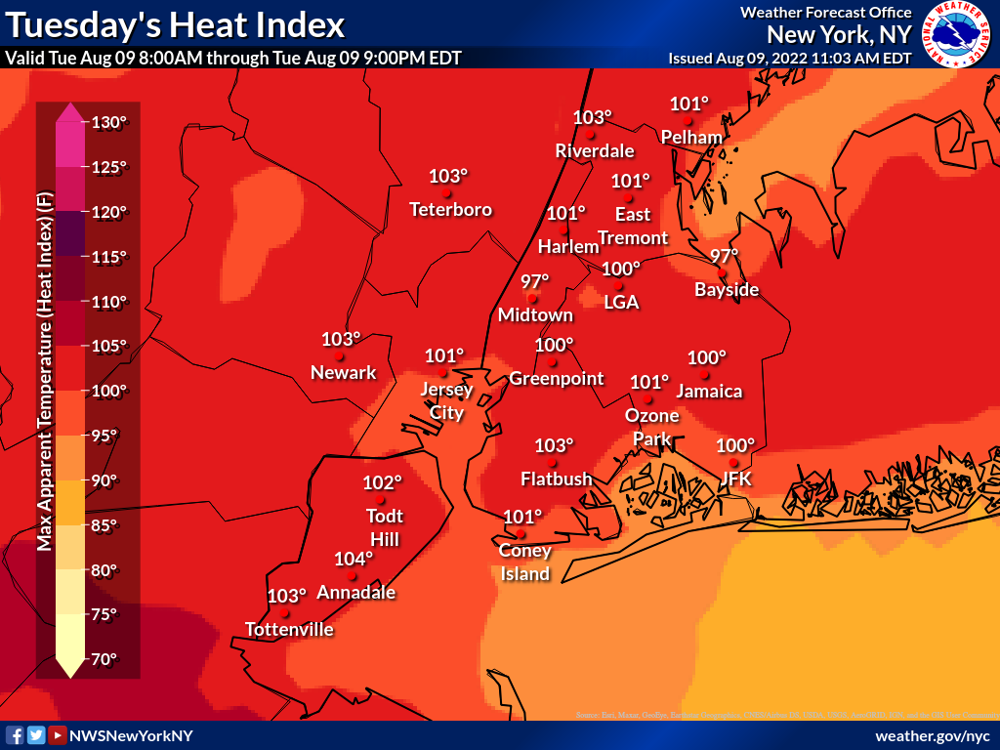 Tuesday's Heat Index
Valid Tue Aug 09 8:00AM through Tue Aug 09 9:00PM EDT
Weather Forecast Office
New York, NY
Issued Aug 09, 2022 11:03 AM EDT
NATIONAL WEATHER SERVICE
Max Apparent Temperature (Heat Index) (F)
130°
125°
120°
115°
110°
105°
100°
95°
90°
85°
80°
75°
70°
101°
Pelham
103°
Riverdale
103°
Teterboro
101°
East
Tremont
101°
Harlem
97°
Bayside
100°
LGA
97°
Midtown
103°
Newark
101°
Jersey
City
100°
Greenpoint
100°
Jamaica
101°
Ozone
Park
103°
Flatbush
100°
JFK
102°
Todt
Hill
101°
Coney
Island
104°
Annadale
103°
Tottenville
NWSNewYorkNY
weather.gov/nyc